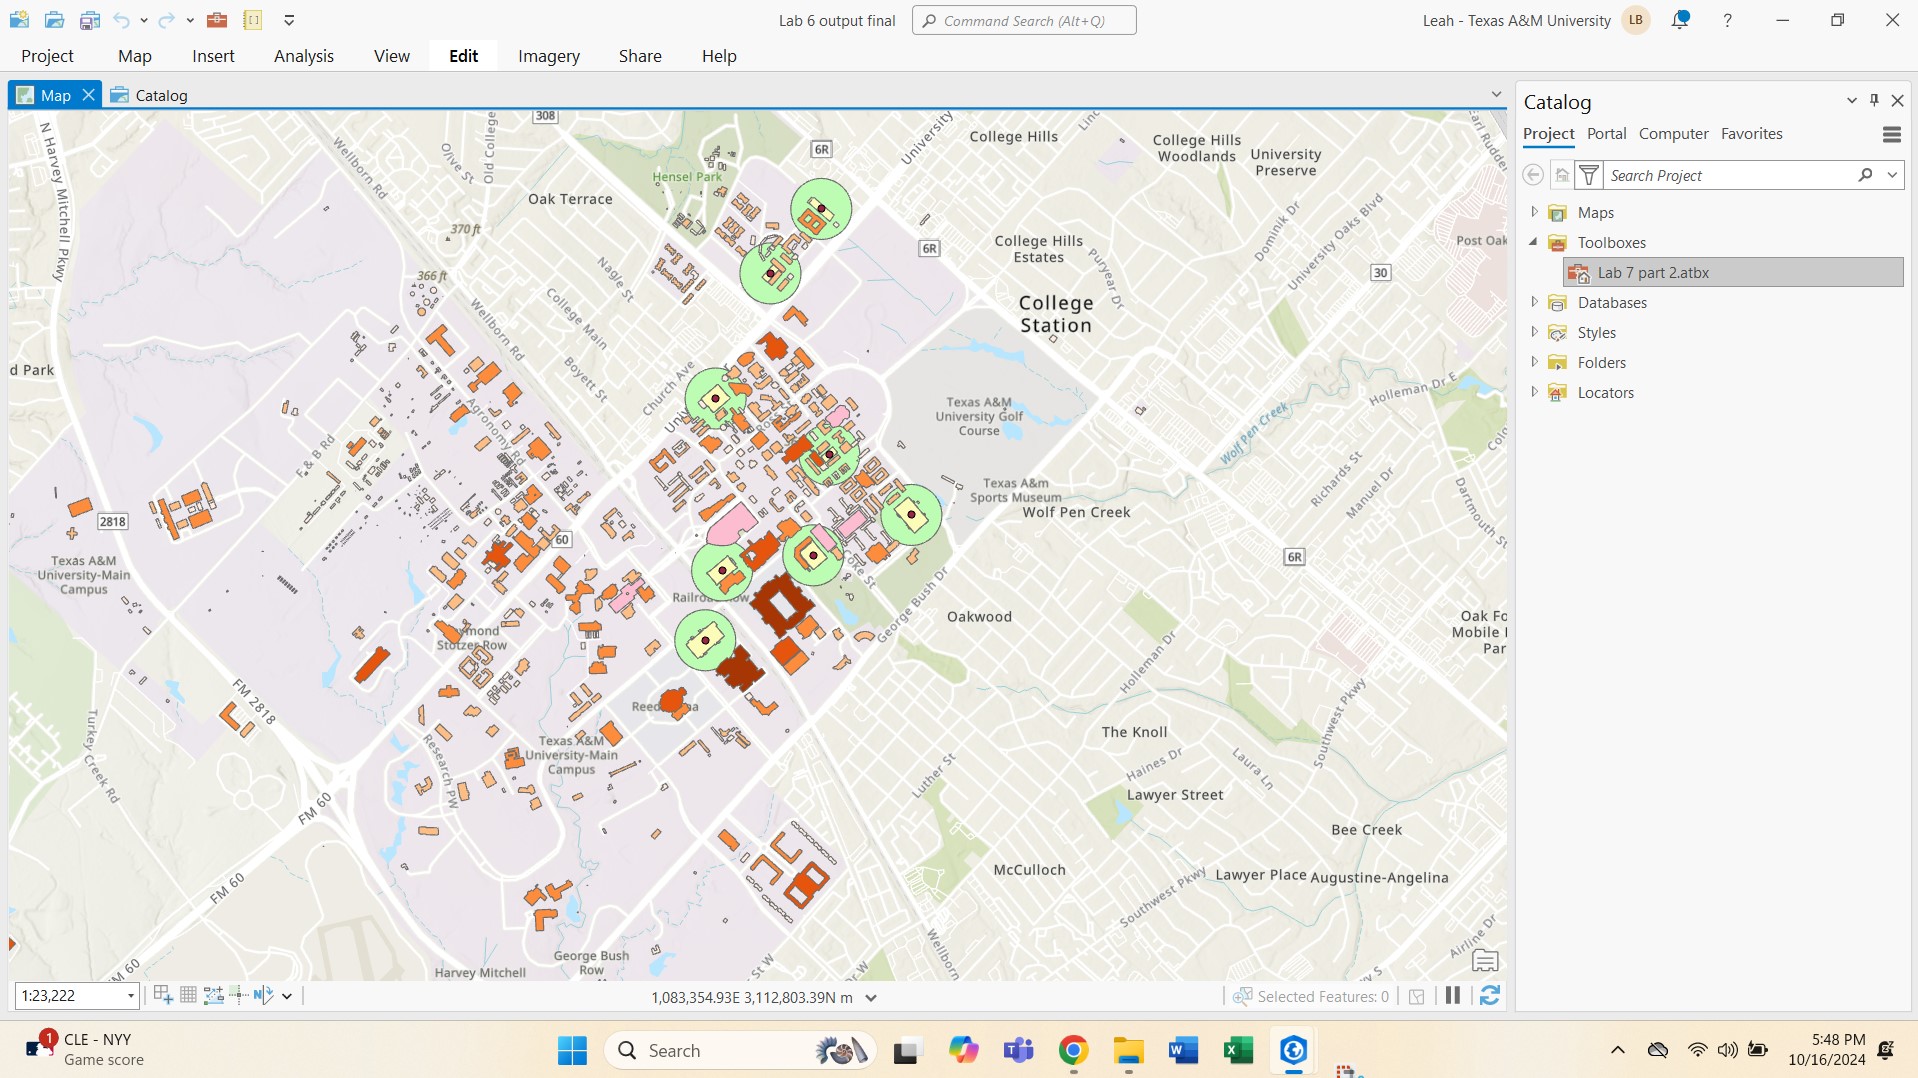 Lab 6 output final
Command Search (Alt+Q)
Leah - Texas A&M University
LB
?
Project
Map
Insert
Analysis
View
Edit
Imagery
Share
Help
Map
Catalog
Catalog
Project
Portal
Computer
Favorites
Search Project
Maps
Toolboxes
Lab 7 part 2.atbx
Databases
Styles
Folders
Locators
N Harvey Mitchell Pkwy
Wellborn Rd
Olive St
Old College
308
University
6R
College Hills
College Hills
Woodlands
University
Preserve
Hensel Park
Oak Terrace
370 ft
366 ft
Nagle St
College Main
Wellborn Rd
Boyett St
6R
College Hills
Estates
Puryear Dr
Dominik Dr
University Oaks Blvd
Post Oak
30
College
Station
d Park
Church Ave
Agronomy Rd
F & B Rd
Texas A&M
University Golf
Course
Wolf Pen Creek
Holleman Dr E
Texas A&m
Sports Museum
Wolf Pen Creek
Richards St
Manuel Dr
Dartmouth St
2818
60
6R
Texas A&M
University-Main
Campus
Coke St
George Bush Dr
Oakwood
Oak Fo
Mobile
Par
Stotzer Row
Holleman Dr
FM 2818
Turkey Creek Rd
Texas A&M
University-Main
Campus
Research PW
The Knoll
Southwest Pkwy
Haines Dr
Laura Ln
Luther St
Lawyer Street
FM 60
Bee Creek
McCulloch
Lawyer Place
Augustine-Angelina
FM 60
Southwest Pkwy
Airline Dr
Wellborn
George Bush
Row
Harvey Mitchell
FM 60
St W
1:23,222
1,083,354.93E 3,112,803.39N m
Selected Features: 0
1
CLE - NYY
Game score
Search
5:48 PM
10/16/2024